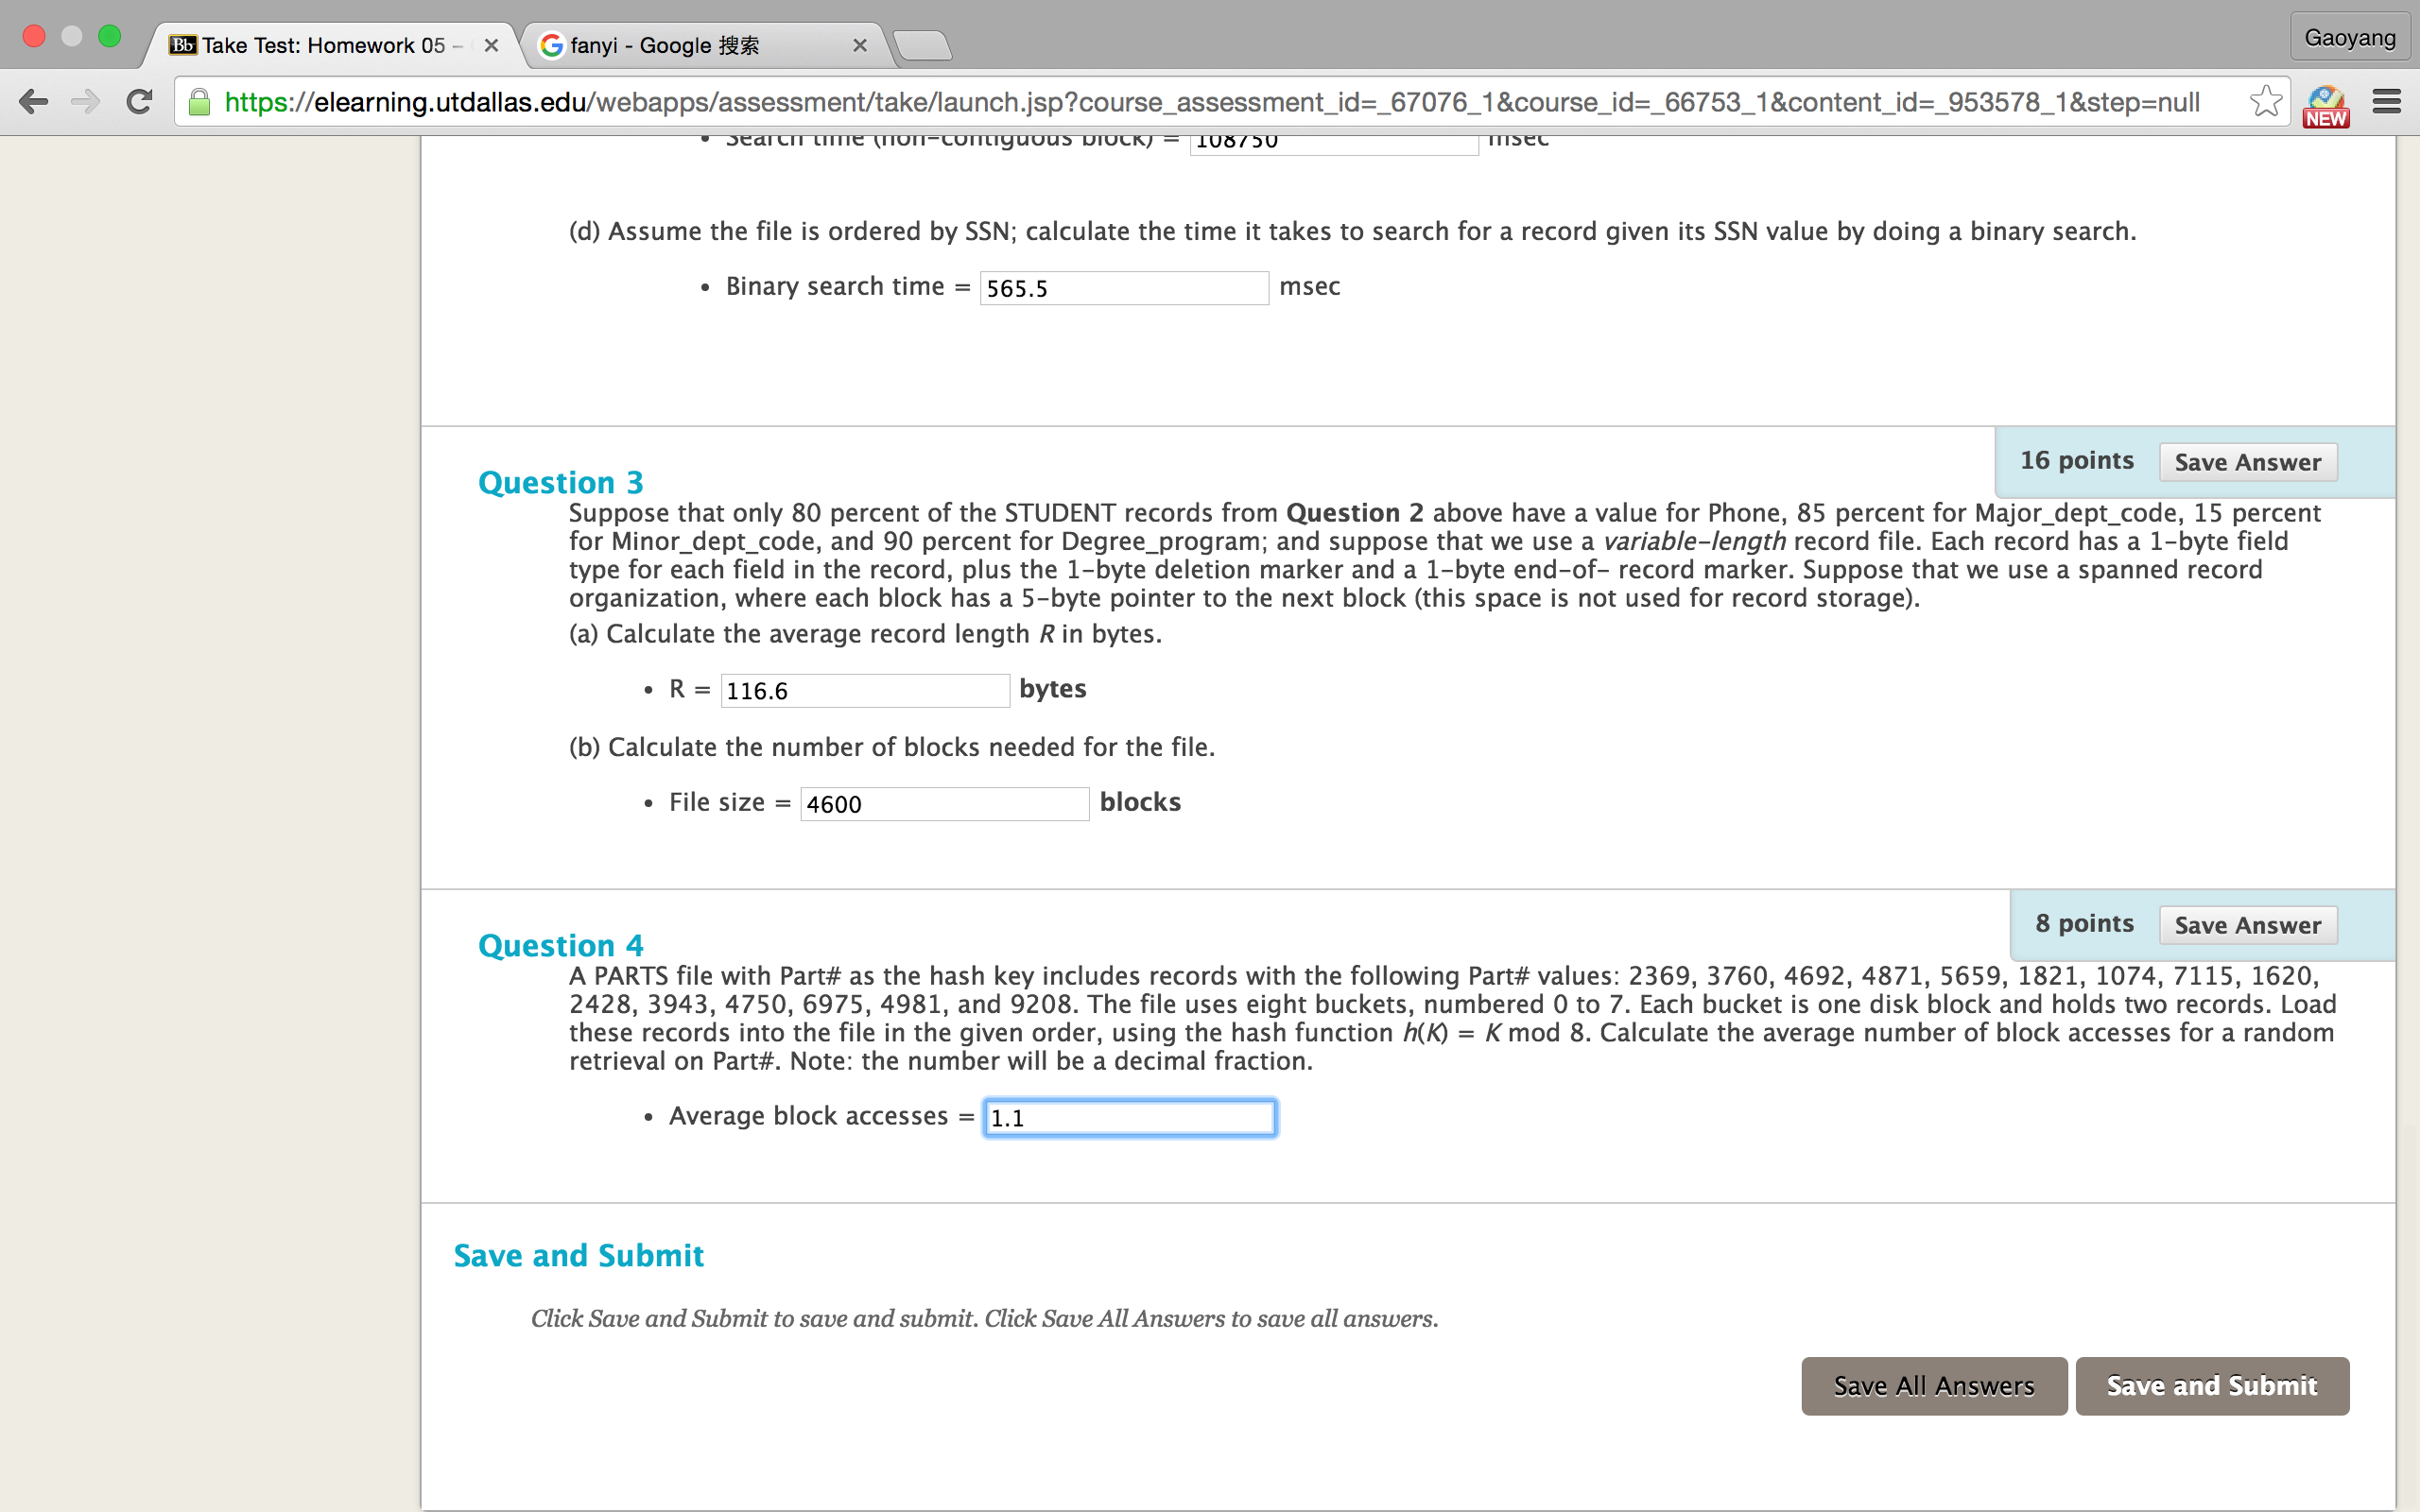 Bb Take Test: Homework 05 –
fanyi - Google 搜索
Gaoyang
https://elearning.utdallas.edu/webapps/assessment/take/launch.jsp?course_assessment_id=_67076_1&course_id=_66753_1&content_id=_953578_1&step=null
NEW
• Search time (non-contiguous block) = 108750 msec
(d) Assume the file is ordered by SSN; calculate the time it takes to search for a record given its SSN value by doing a binary search.
• Binary search time = 565.5 msec
16 points Save Answer
Question 3
Suppose that only 80 percent of the STUDENT records from Question 2 above have a value for Phone, 85 percent for Major_dept_code, 15 percent
for Minor_dept_code, and 90 percent for Degree_program; and suppose that we use a variable-length record file. Each record has a 1-byte field
type for each field in the record, plus the 1-byte deletion marker and a 1-byte end-of- record marker. Suppose that we use a spanned record
organization, where each block has a 5-byte pointer to the next block (this space is not used for record storage).
(a) Calculate the average record length R in bytes.
• R = 116.6 bytes
(b) Calculate the number of blocks needed for the file.
• File size = 4600 blocks
8 points Save Answer
Question 4
A PARTS file with Part# as the hash key includes records with the following Part# values: 2369, 3760, 4692, 4871, 5659, 1821, 1074, 7115, 1620,
2428, 3943, 4750, 6975, 4981, and 9208. The file uses eight buckets, numbered 0 to 7. Each bucket is one disk block and holds two records. Load
these records into the file in the given order, using the hash function h(K) = K mod 8. Calculate the average number of block accesses for a random
retrieval on Part#. Note: the number will be a decimal fraction.
• Average block accesses = 1.1
Save and Submit
Click Save and Submit to save and submit. Click Save All Answers to save all answers.
Save All Answers Save and Submit